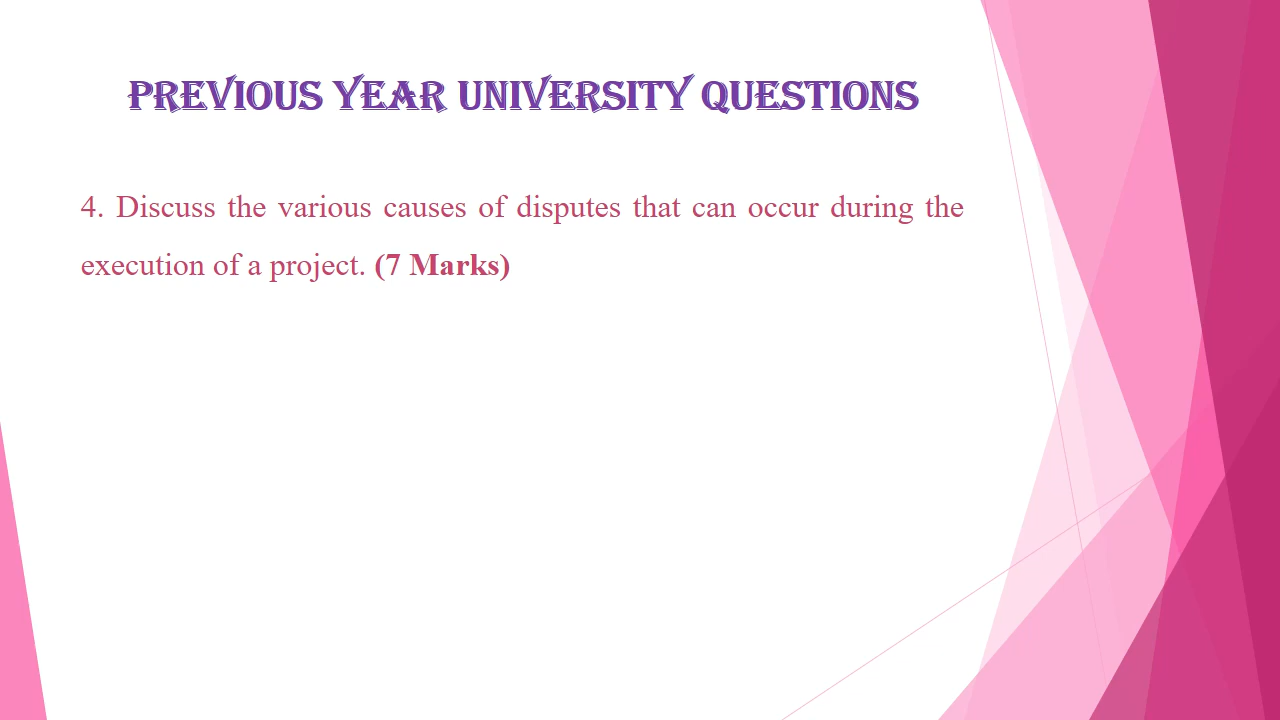 PREVIOUS YEAR UNIVERSITY QUESTIONS
4. Discuss the various causes of disputes that can occur during the
execution of a project. (7 Marks)